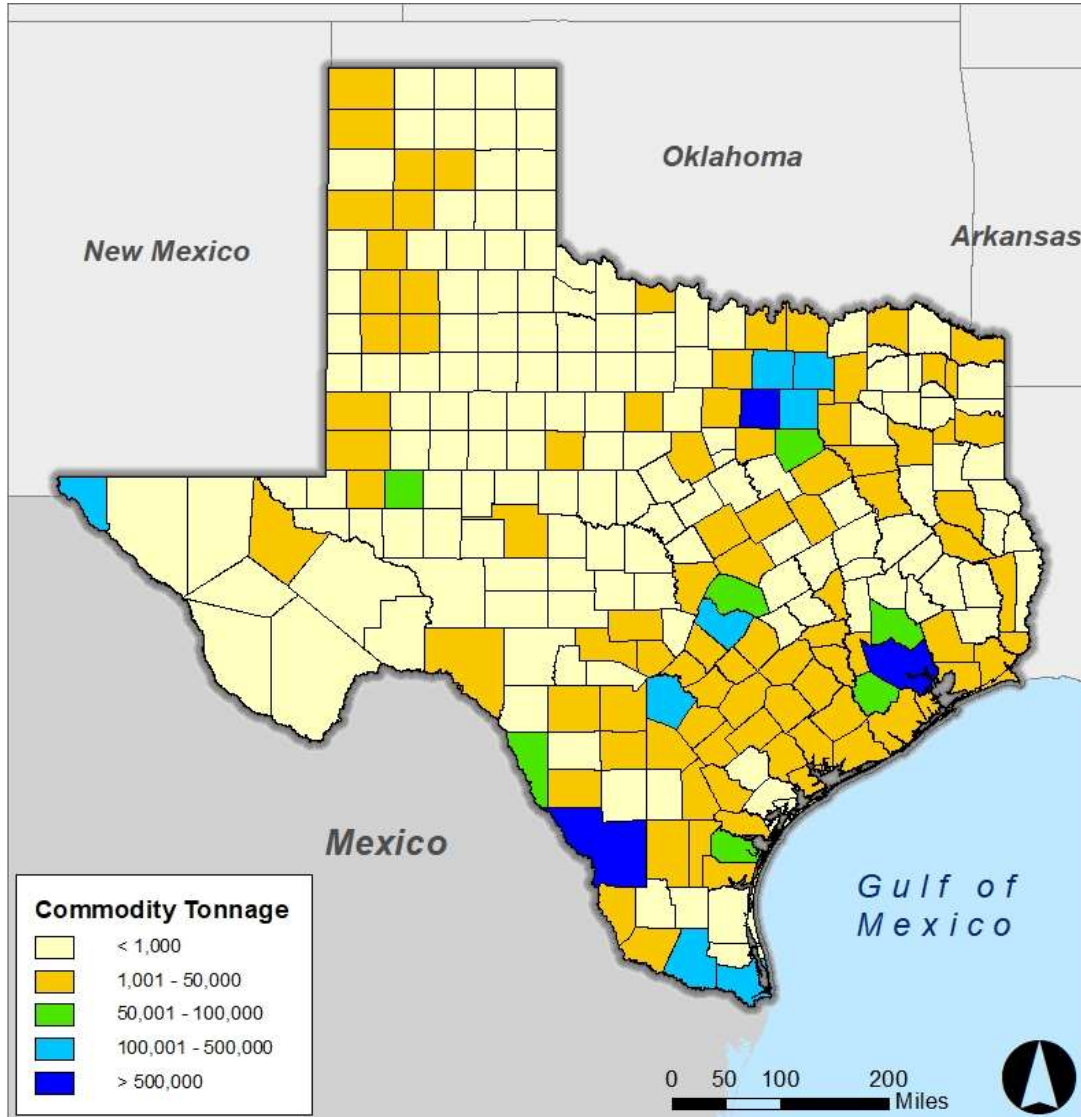 Oklahoma
Arkansas
New Mexico
Mexico
Gulf of
Mexico
Commodity Tonnage
< 1,000
1,001 - 50,000
50,001 - 100,000
100,001 - 500,000
> 500,000
0 50 100 200
Miles